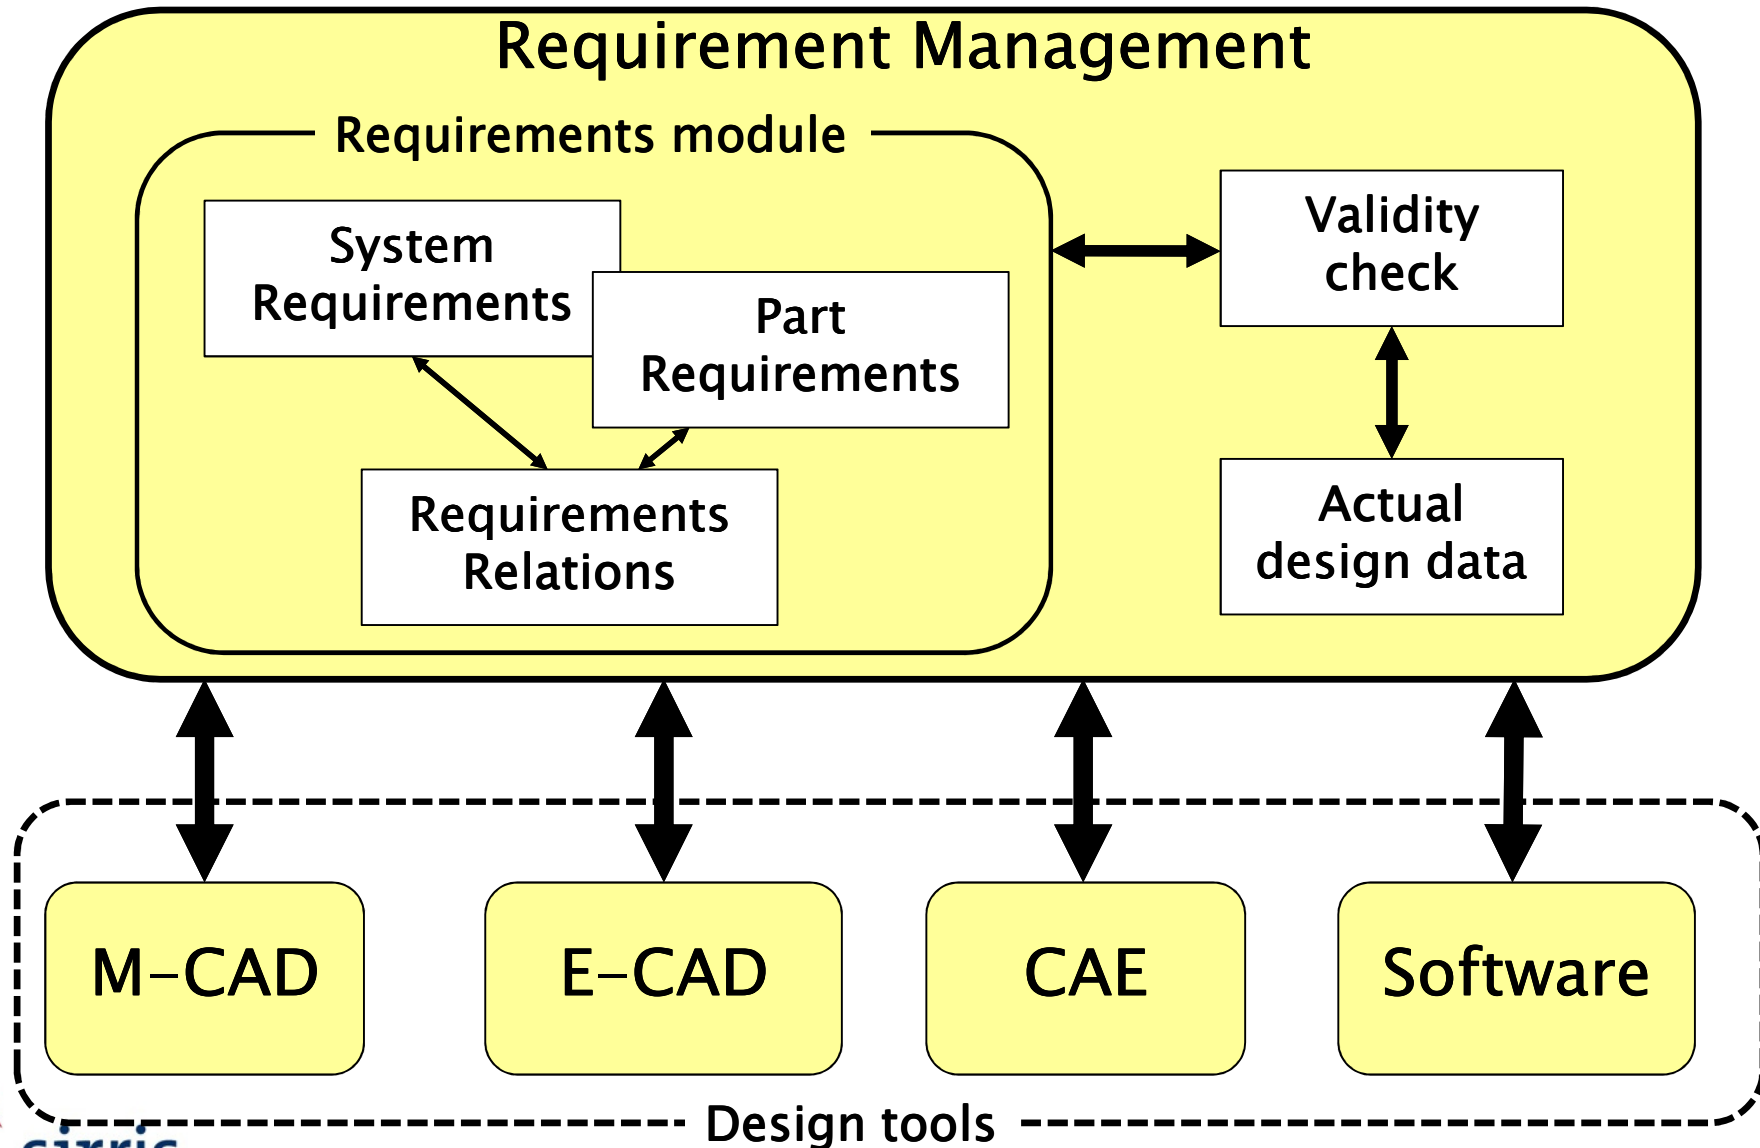 Requirement Management
Requirements module
System
Requirements
Part
Requirements
Requirements
Relations
Validity
check
Actual
design data
M-CAD
E-CAD
CAE
Software
Design tools